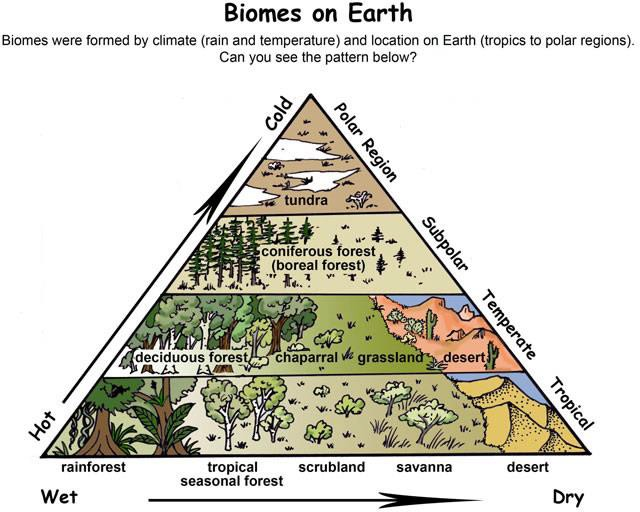 Biomes on Earth
Biomes were formed by climate (rain and temperature) and location on Earth (tropics to polar regions).
Can you see the pattern below?
Cold
Polar Region
tundra
Subpolar
coniferous forest
(boreal forest)
Temperate
deciduous forest chaparral grassland desert
Tropical
Hot
rainforest tropical scrubland savanna desert
seasonal forest
Wet Dry